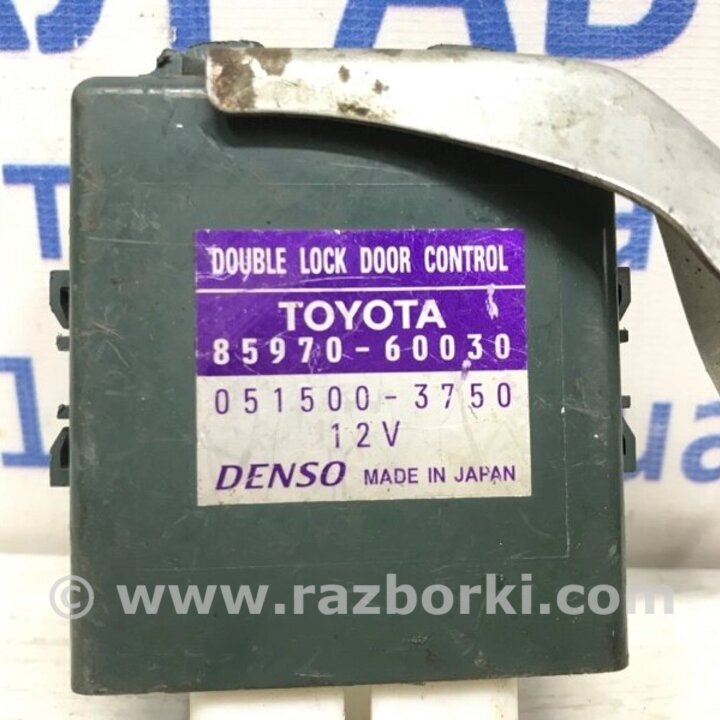 DOUBLE LOCK DOOR CONTROL
TOYOTA
85970-60030
051500-3750
12V
DENSO MADE IN JAPAN
© www.razborki.com